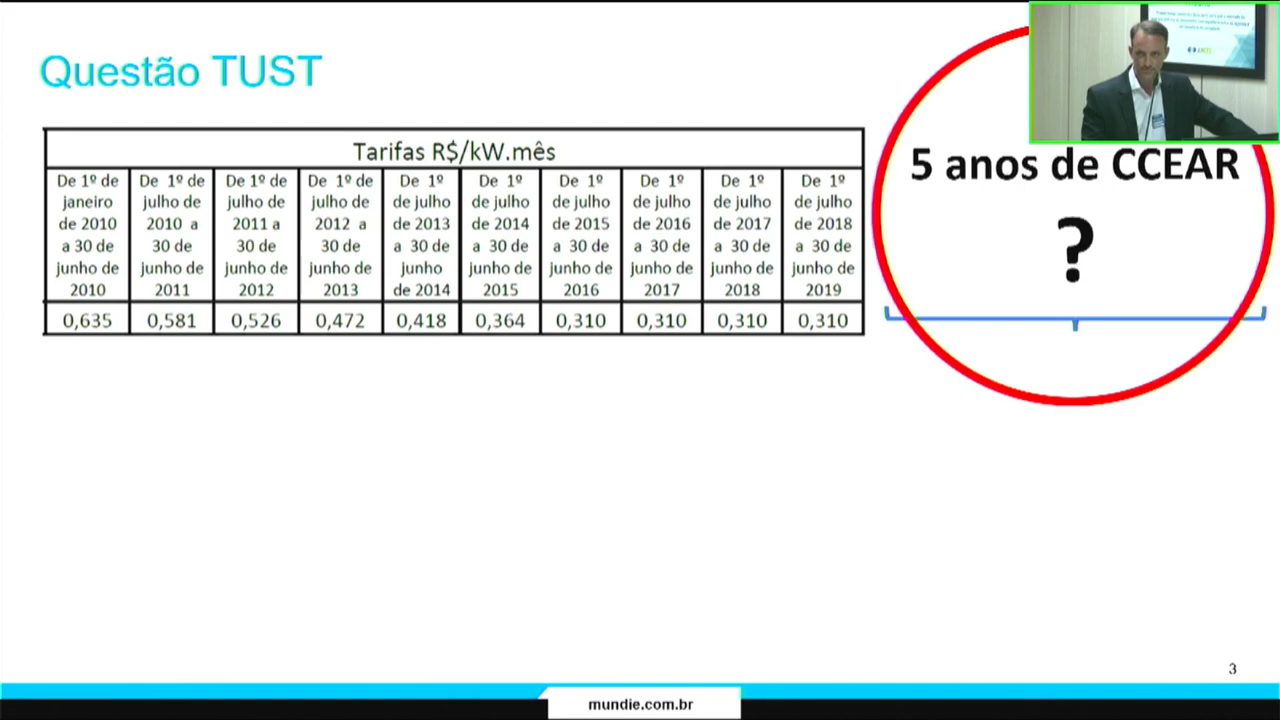 Questão TUST
Tarifas R$/kW.mês
De 1º de janeiro de 2010 a 30 de junho de 2010
De 1º de julho de 2010 a 30 de junho de 2011
De 1º de julho de 2011 a 30 de junho de 2012
De 1º de julho de 2012 a 30 de junho de 2013
De 1º de julho de 2013 a 30 de junho de 2014
De 1º de julho de 2014 a 30 de junho de 2015
De 1º de julho de 2015 a 30 de junho de 2016
De 1º de julho de 2016 a 30 de junho de 2017
De 1º de julho de 2017 a 30 de junho de 2018
De 1º de julho de 2018 a 30 de junho de 2019
0,635 0,581 0,526 0,472 0,418 0,364 0,310 0,310 0,310 0,310
5 anos de CCEAR
?
3
mundie.com.br